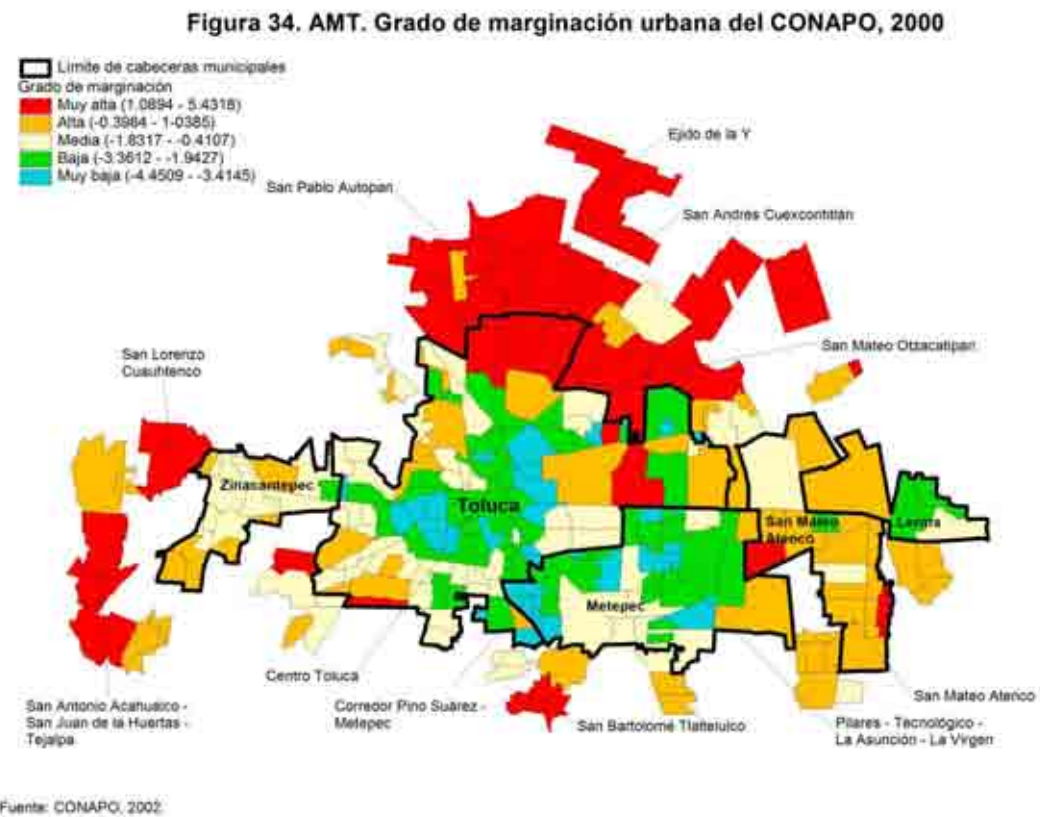 Figura 34. AMT. Grado de marginación urbana del CONAPO, 2000
Limite de cabeceras municipales
Grado de marginación
Muy alta (1.0894 - 5.4318)
Alta (-0.3984 - 1-0385)
Media (-1.8317 - -0.4107)
Baja (-3.3612 - -1.9427)
Muy baja (-4.4509 - -3.4145)
Ejido de la Y
San Pablo Autopan
San Andres Cuexcontitlán
San Lorenzo
Cuauhtenco
San Mateo Otzacatipan
Zinasantepec
Toluca
San Mateo
Atenco
Lerma
Metepec
Centro Toluca
San Antonio Acahualco -
San Juan de la Huertas -
Tejalpa
Corredor Pino Suárez -
Metepec
San Bartolomé Tlaltelulco
San Mateo Atenco
Pilares - Tecnológico -
La Asunción - La Virgen
Fuente: CONAPO, 2002.